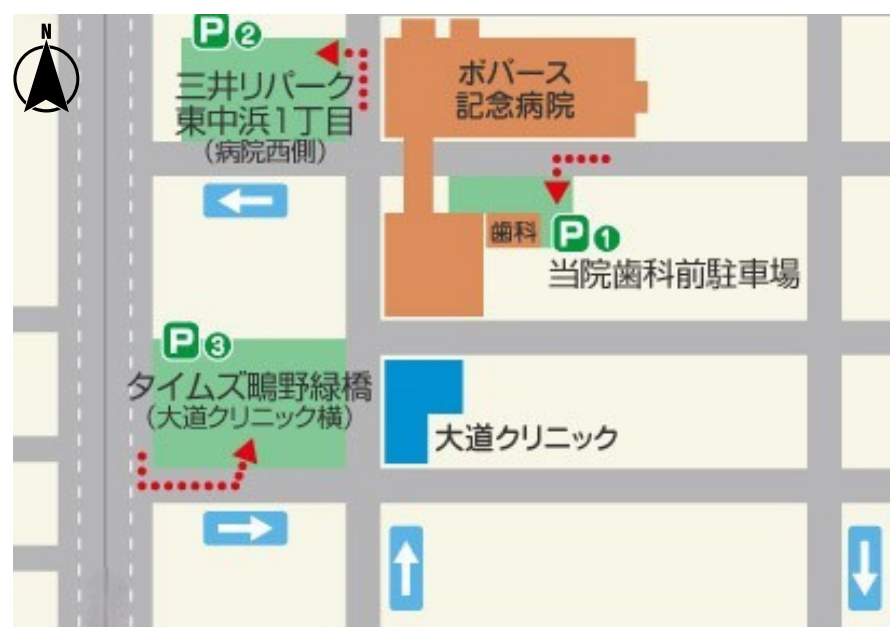 N
P2
三井リパーク
東中浜1丁目
（病院西側）
ボバース
記念病院
歯科
P1
当院歯科前駐車場
P3
タイムズ鴫野緑橋
（大道クリニック横）
大道クリニック